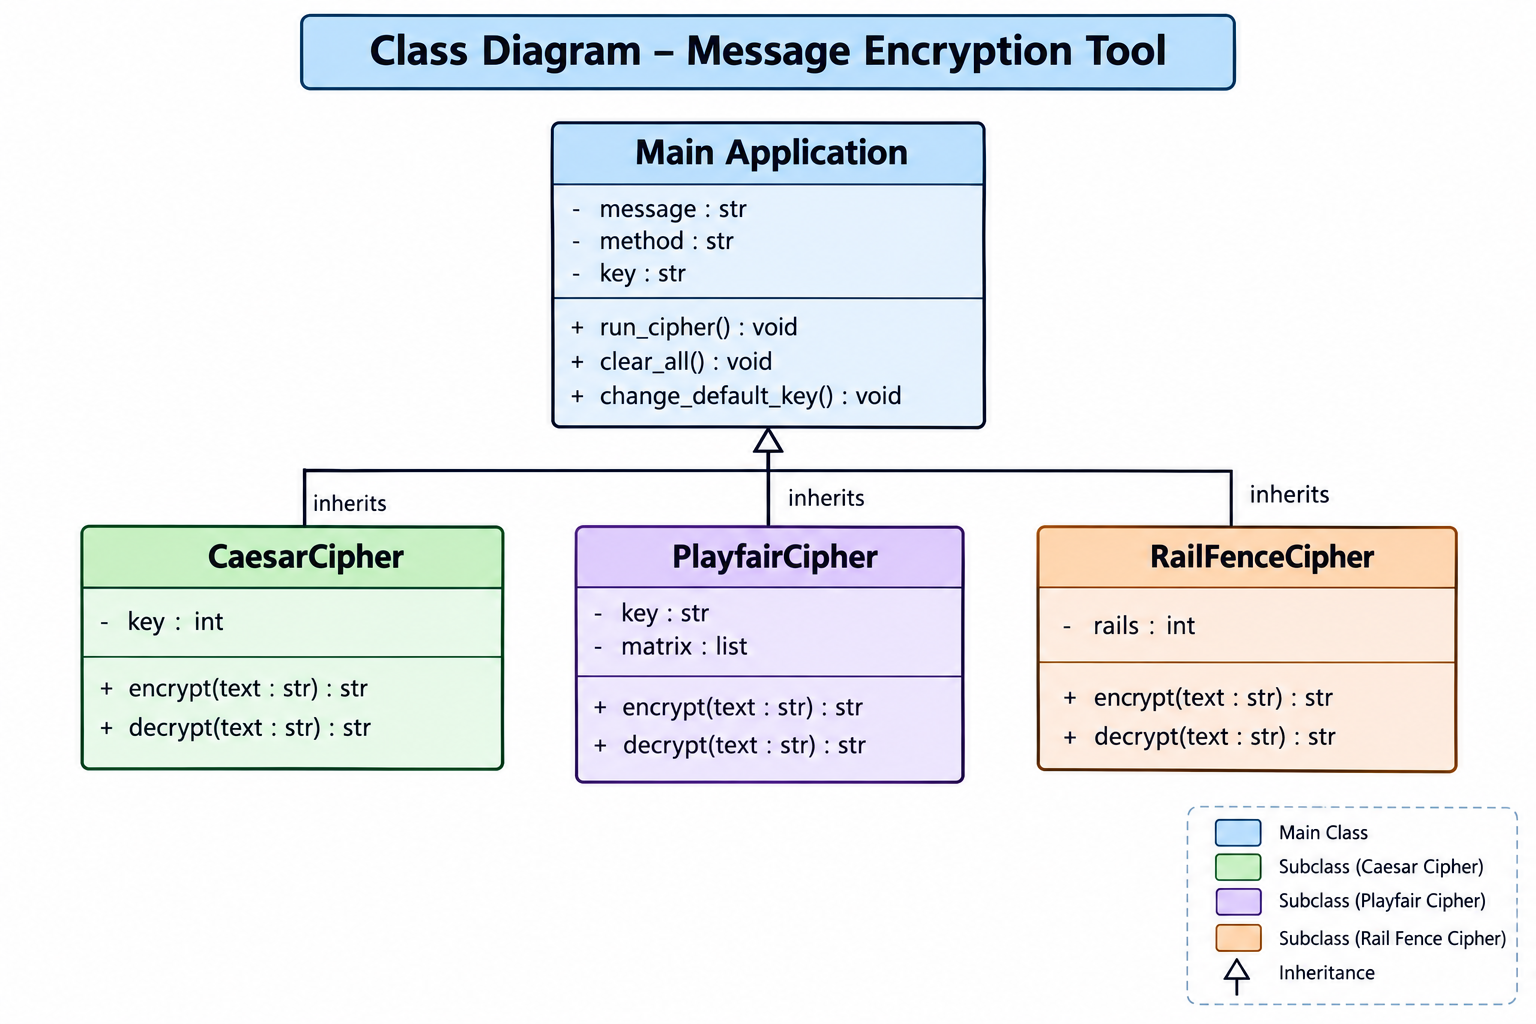 Class Diagram – Message Encryption Tool
Main Application
- message : str
- method : str
- key : str
+ run_cipher() : void
+ clear_all() : void
+ change_default_key() : void
inherits
inherits
inherits
CaesarCipher
- key : int
+ encrypt(text : str) : str
+ decrypt(text : str) : str
PlayfairCipher
- key : str
- matrix : list
+ encrypt(text : str) : str
+ decrypt(text : str) : str
RailFenceCipher
- rails : int
+ encrypt(text : str) : str
+ decrypt(text : str) : str
Main Class
Subclass (Caesar Cipher)
Subclass (Playfair Cipher)
Subclass (Rail Fence Cipher)
Inheritance